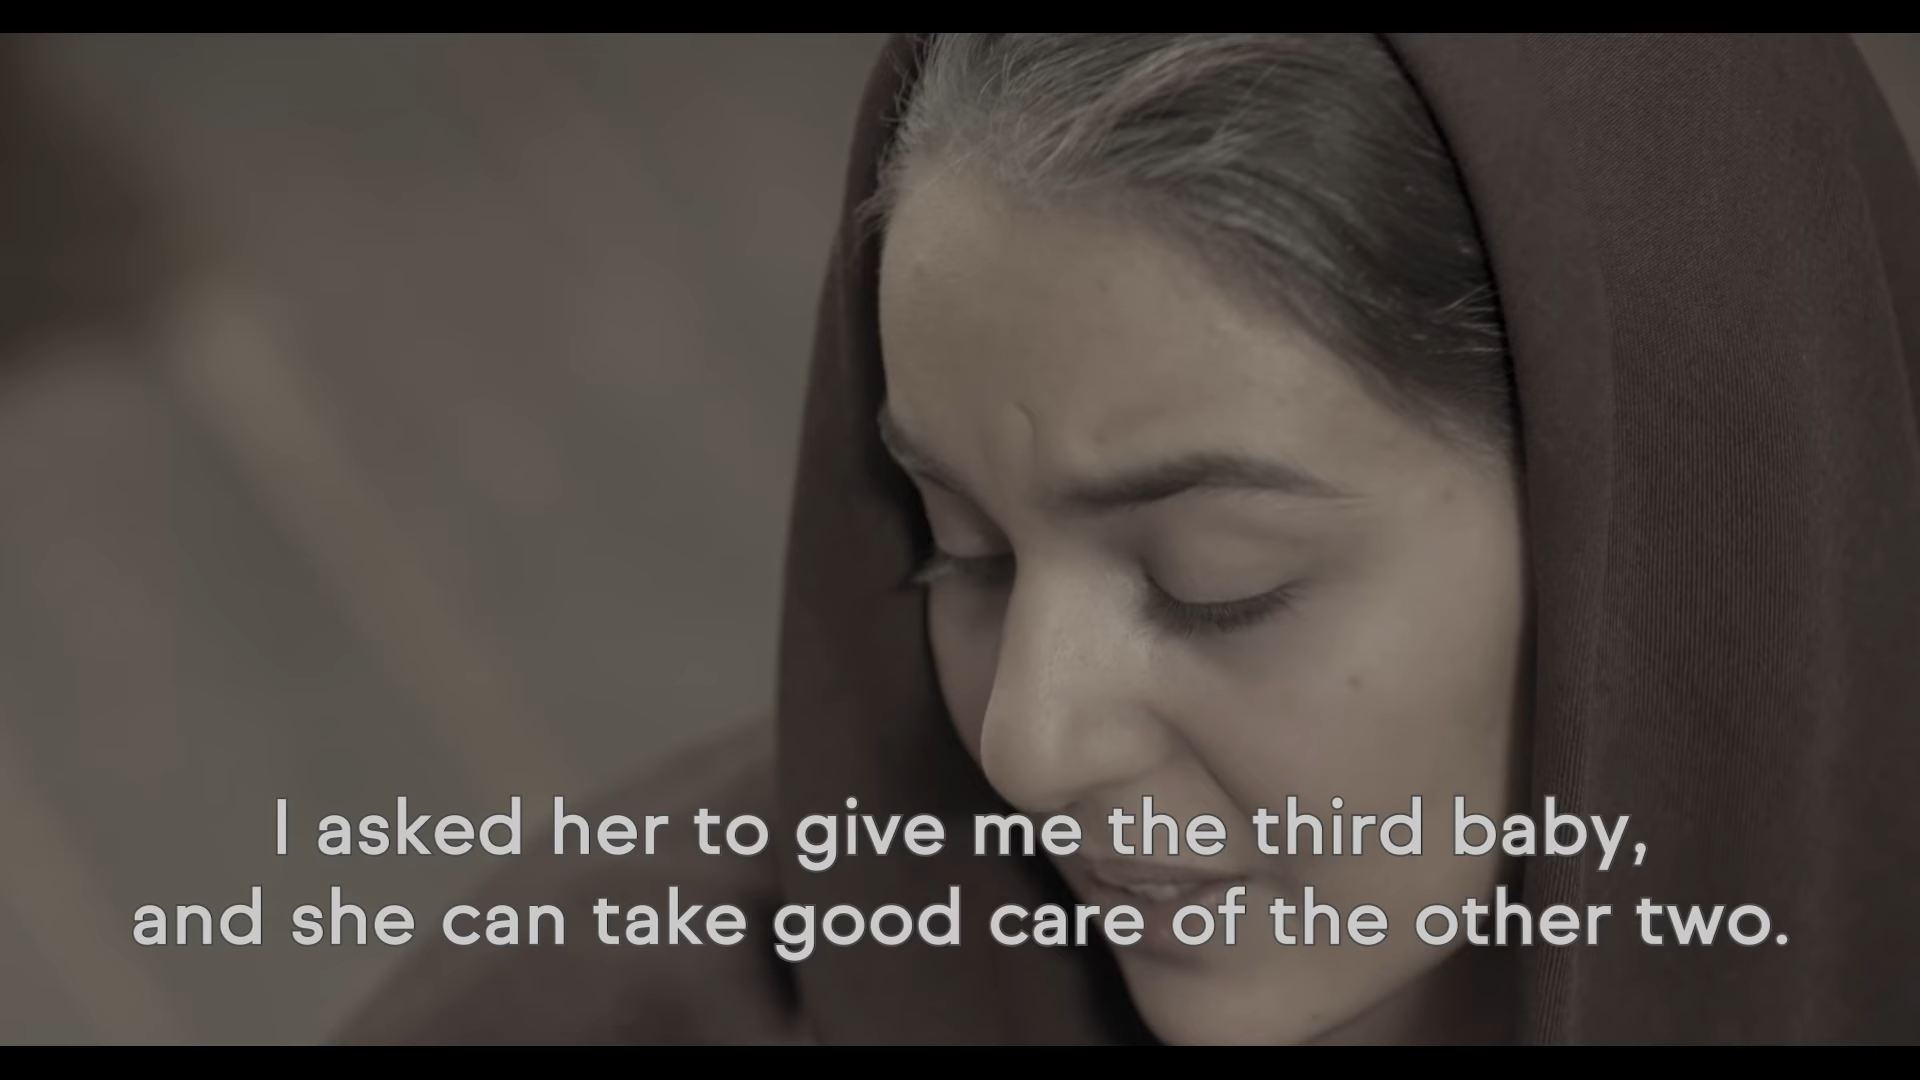 I asked her to give me the third baby,
and she can take good care of the other two.